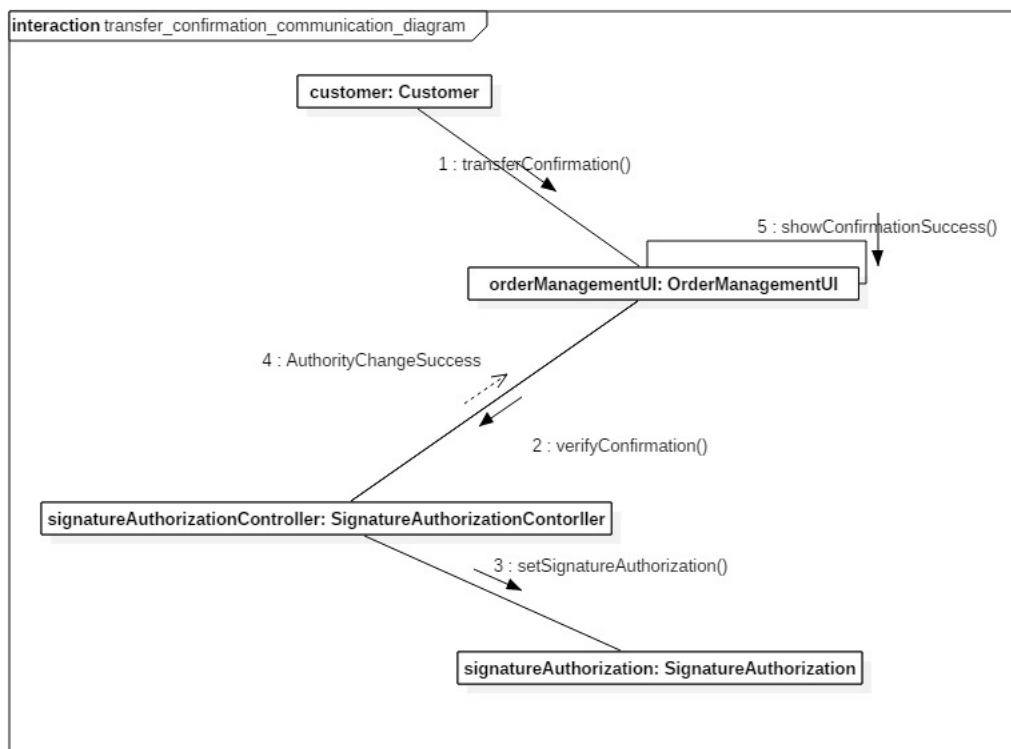 interaction transfer_confirmation_communication_diagram
customer: Customer
1 : transferConfirmation()
5 : showConfirmationSuccess()
orderManagementUI: OrderManagementUI
4 : AuthorityChangeSuccess
2 : verifyConfirmation()
signatureAuthorizationController: SignatureAuthorizationContorller
3 : setSignatureAuthorization()
signatureAuthorization: SignatureAuthorization